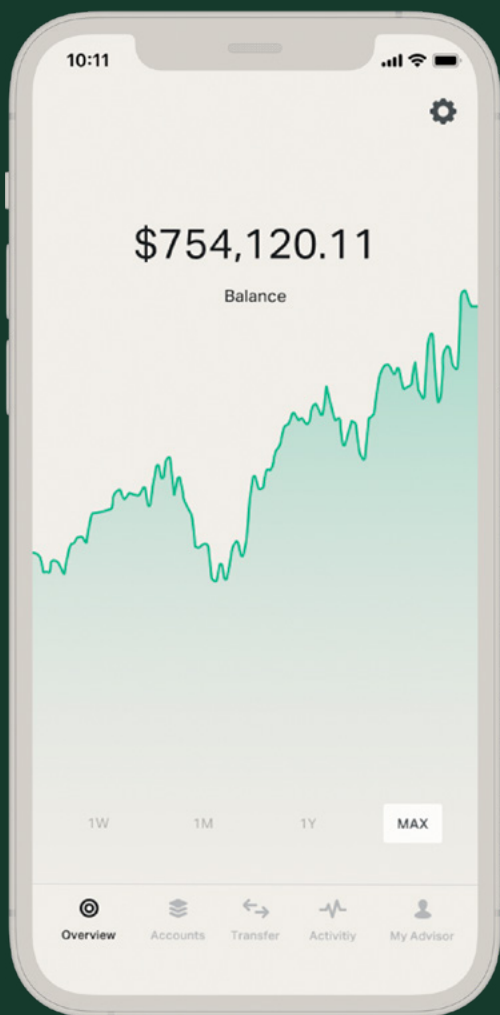 10:11
$754,120.11
Balance
1W 1M 1Y MAX
Overview Accounts Transfer Activitiy My Advisor